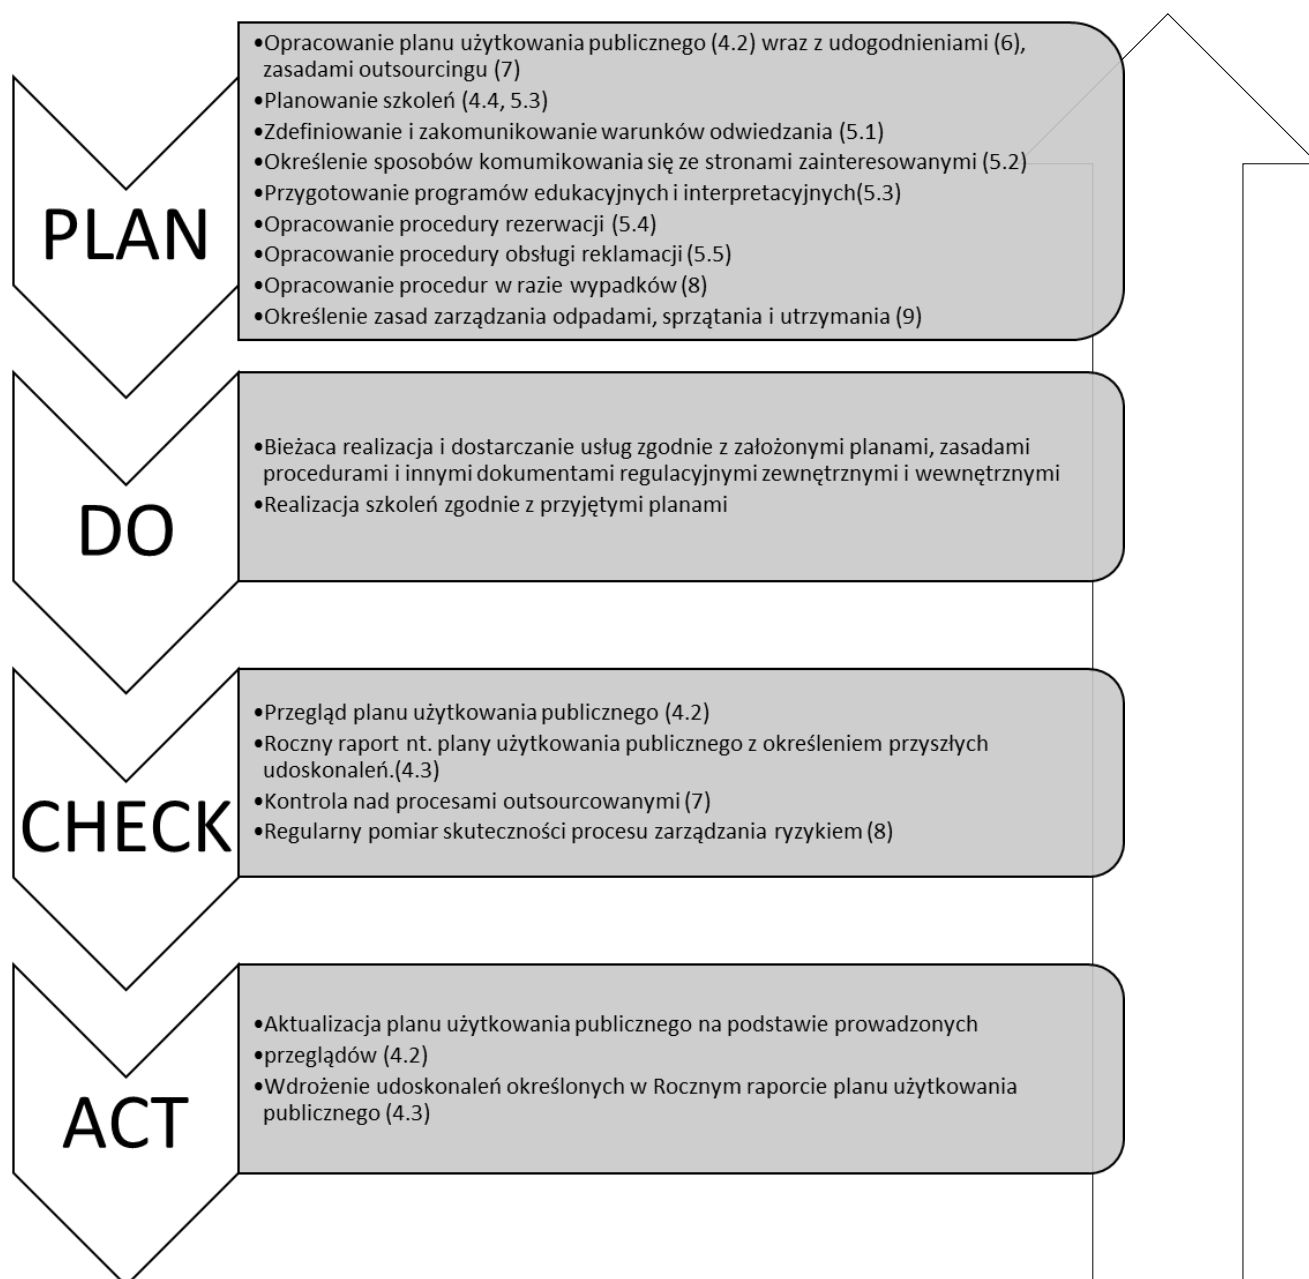 PLAN
•Opracowanie planu użytkowania publicznego (4.2) wraz z udogodnieniami (6),
zasadami outsourcingu (7)
•Planowanie szkoleń (4.4, 5.3)
•Zdefiniowanie i zakomunikowanie warunków odwiedzania (5.1)
•Określenie sposobów komumikowania się ze stronami zainteresowanymi (5.2)
•Przygotowanie programów edukacyjnych i interpretacyjnych(5.3)
•Opracowanie procedury rezerwacji (5.4)
•Opracowanie procedury obsługi reklamacji (5.5)
•Opracowanie procedur w razie wypadków (8)
•Określenie zasad zarządzania odpadami, sprzątania i utrzymania (9)
DO
•Bieżaca realizacja i dostarczanie usług zgodnie z założonymi planami, zasadami
procedurami i innymi dokumentami regulacyjnymi zewnętrznymi i wewnętrznymi
•Realizacja szkoleń zgodnie z przyjętymi planami
CHECK
•Przegląd planu użytkowania publicznego (4.2)
•Roczny raport nt. plany użytkowania publicznego z określeniem przyszłych
udoskonaleń.(4.3)
•Kontrola nad procesami outsourcowanymi (7)
•Regularny pomiar skuteczności procesu zarządzania ryzykiem (8)
ACT
•Aktualizacja planu użytkowania publicznego na podstawie prowadzonych
•przeglądów (4.2)
•Wdrożenie udoskonaleń określonych w Rocznym raporcie planu użytkowania
publicznego (4.3)